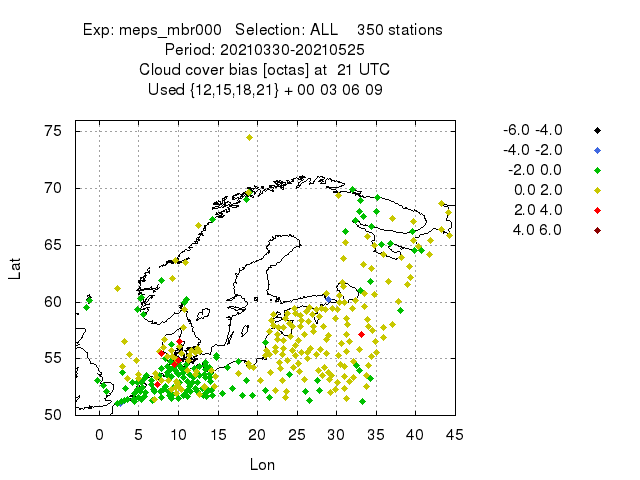 Exp: meps_mbr000   Selection: ALL    350 stations
Period: 20210330-20210525
Cloud cover bias [octas] at  21 UTC
Used {12,15,18,21} + 00 03 06 09
-6.0 -4.0
-4.0 -2.0
-2.0 0.0
0.0 2.0
2.0 4.0
4.0 6.0
75
70
65
60
55
50
Lat
0 5 10 15 20 25 30 35 40 45
Lon